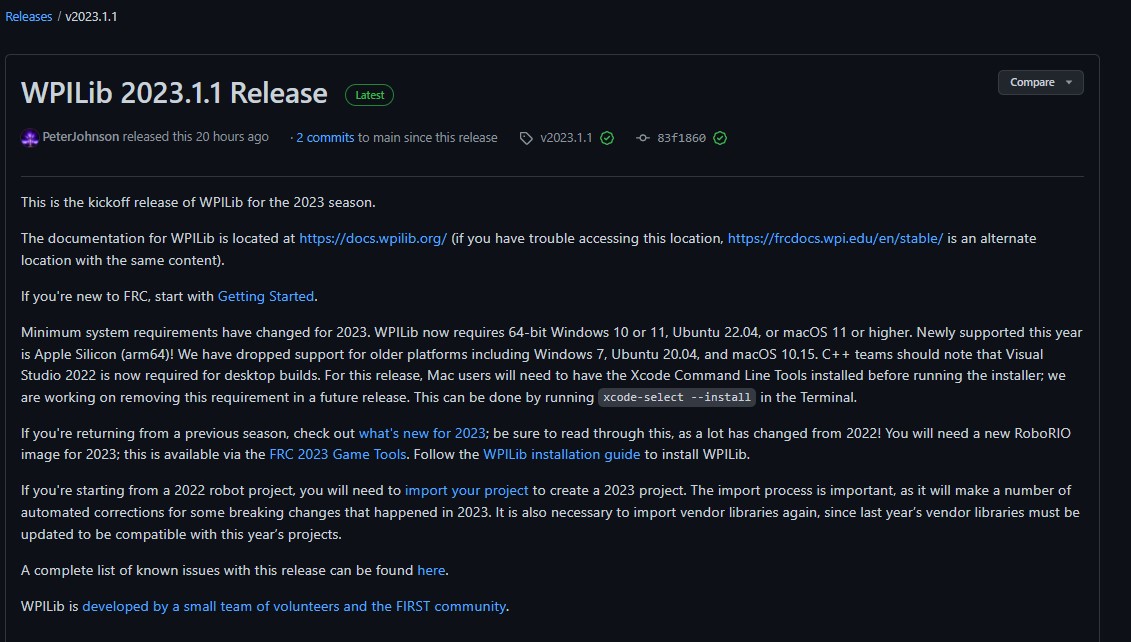 Releases / v2023.1.1
WPILib 2023.1.1 Release Latest
Compare
PeterJohnson released this 20 hours ago · 2 commits to main since this release v2023.1.1 83f1860
This is the kickoff release of WPILib for the 2023 season.
The documentation for WPILib is located at https://docs.wpilib.org/ (if you have trouble accessing this location, https://frcdocs.wpi.edu/en/stable/ is an alternate
location with the same content).
If you're new to FRC, start with Getting Started.
Minimum system requirements have changed for 2023. WPILib now requires 64-bit Windows 10 or 11, Ubuntu 22.04, or macOS 11 or higher. Newly supported this year
is Apple Silicon (arm64)! We have dropped support for older platforms including Windows 7, Ubuntu 20.04, and macOS 10.15. C++ teams should note that Visual
Studio 2022 is now required for desktop builds. For this release, Mac users will need to have the Xcode Command Line Tools installed before running the installer; we
are working on removing this requirement in a future release. This can be done by running xcode-select --install in the Terminal.
If you're returning from a previous season, check out what's new for 2023; be sure to read through this, as a lot has changed from 2022! You will need a new RoboRIO
image for 2023; this is available via the FRC 2023 Game Tools. Follow the WPILib installation guide to install WPILib.
If you're starting from a 2022 robot project, you will need to import your project to create a 2023 project. The import process is important, as it will make a number of
automated corrections for some breaking changes that happened in 2023. It is also necessary to import vendor libraries again, since last year’s vendor libraries must be
updated to be compatible with this year’s projects.
A complete list of known issues with this release can be found here.
WPILib is developed by a small team of volunteers and the FIRST community.